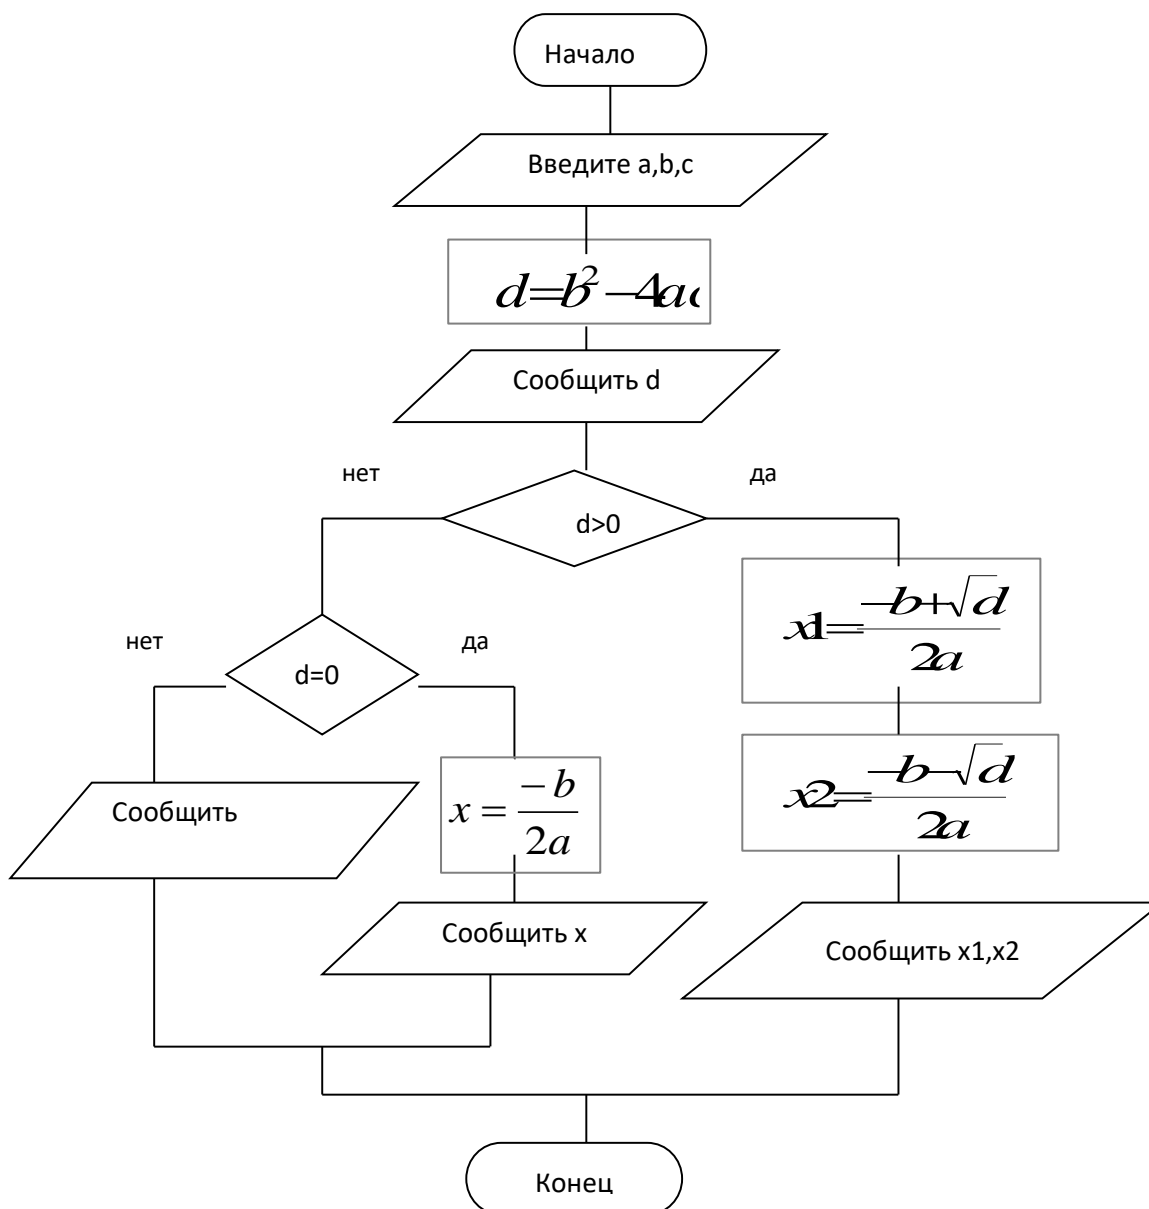 Начало
Введите a,b,c
d=b²−4ac
Сообщить d
нет
да
d>0
x1=(−b+√d)/2a
нет
да
d=0
x2=(−b−√d)/2a
x=−b/2a
Сообщить
Сообщить x
Сообщить x1,x2
Конец